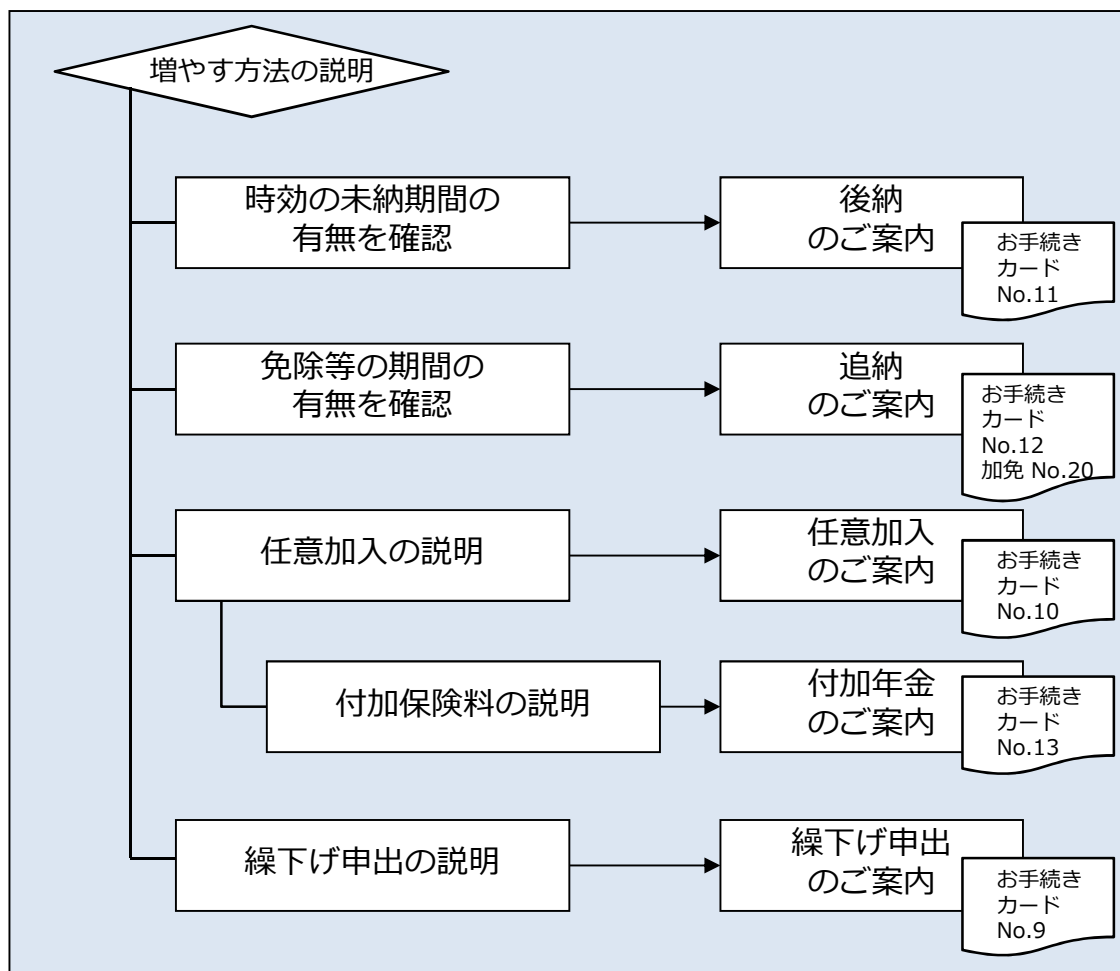 増やす方法の説明
時効の未納期間の
有無を確認
後納
のご案内
お手続き
カード
No.11
免除等の期間の
有無を確認
追納
のご案内
お手続き
カード
No.12
加免 No.20
任意加入の説明
任意加入
のご案内
お手続き
カード
No.10
付加保険料の説明
付加年金
のご案内
お手続き
カード
No.13
繰下げ申出の説明
繰下げ申出
のご案内
お手続き
カード
No.9